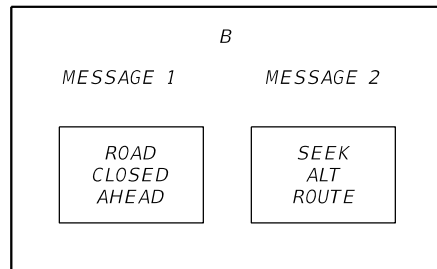 B
MESSAGE 1
MESSAGE 2
ROAD
CLOSED
AHEAD
SEEK
ALT
ROUTE